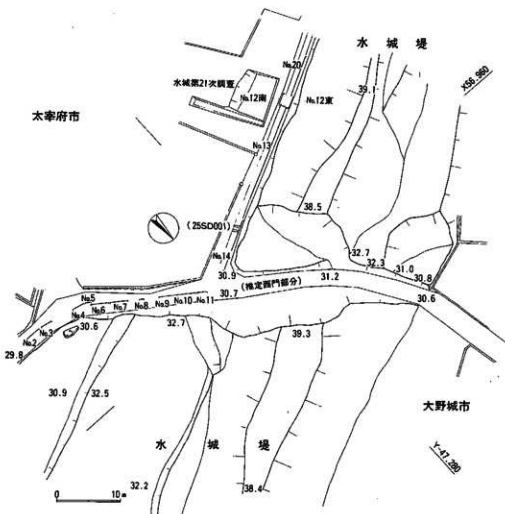 水 城 堤
No.20
39.1
X56.960
水城第21次調査
No.12南
No.12東
太宰府市
No.13
38.5
(25SD001)
32.7
32.3
No.14
31.0
30.9
31.2
30.8
(推定西門部分)
30.7
30.6
No.5
No.4
No.6
No.7
No.8
No.9
No.10
No.11
No.3
No.2
30.6
29.8
32.7
39.3
30.9
32.5
大野城市
水 城 堤
Y-47.280
32.2
38.4
0 10m